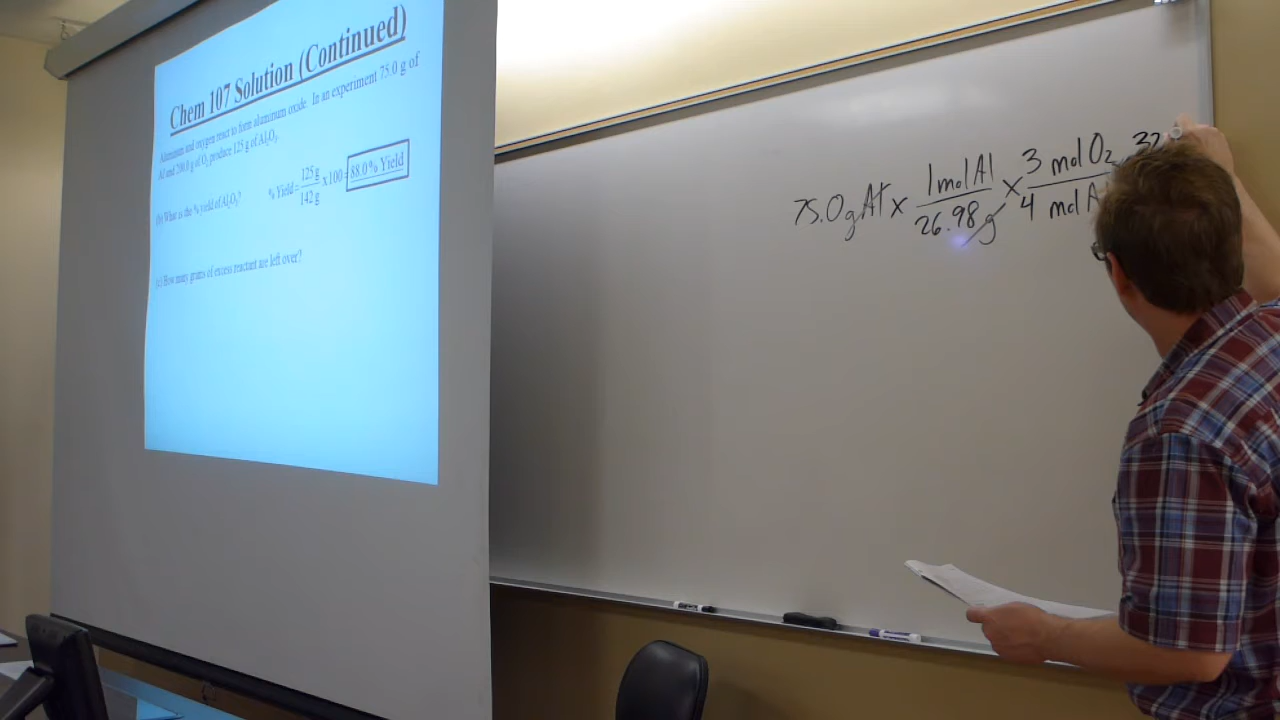 Chem 107 Solution (Continued)
Aluminum and oxygen react to form aluminum oxide. In an experiment 75.0 g of
Al and 200.0 g of O₂ produce 125 g of Al₂O₃.
(b) What is the % yield of Al₂O₃?
% Yield = 125 g / 142 g x 100 = 88.0 % Yield
(c) How many grams of excess reactant are left over?
75.0g Al x 1 mol Al / 26.98 g x 3 mol O₂ / 4 mol A 32